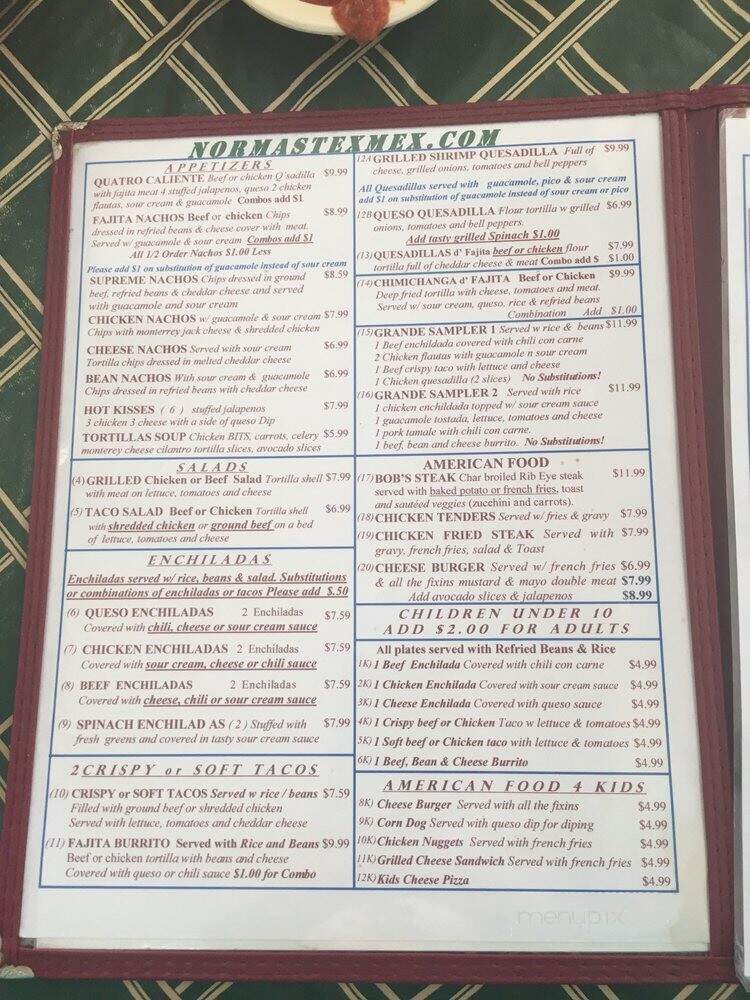 NORMASTEXMEX.COM
APPETIZERS
QUATRO CALIENTE Beef or chicken Q'sadilla $9.99
with fajita meat 4 stuffed jalapenos, queso 2 chicken
flautas, sour cream & guacamole Combos add $1
FAJITA NACHOS Beef or chicken Chips $8.99
dressed in refried beans & cheese cover with meat.
Served w/ guacamole & sour cream Combos add $1
All 1/2 Order Nachos $1.00 Less
Please add $1 on substitution of guacamole instead of sour cream
SUPREME NACHOS Chips dressed in ground $8.59
beef, refried beans & cheddar cheese and served
with guacamole and sour cream
CHICKEN NACHOS w/ guacamole & sour cream $7.99
Chips with monterrey jack cheese & shredded chicken
CHEESE NACHOS Served with sour cream $6.99
Tortilla chips dressed in melted cheddar cheese
BEAN NACHOS With sour cream & guacamole $6.99
Chips dressed in refried beans with cheddar cheese
HOT KISSES ( 6 ) stuffed jalapenos $7.99
3 chicken 3 cheese with a side of queso Dip
TORTILLAS SOUP Chicken BITS, carrots, celery $5.99
monterey cheese cilantro tortilla slices, avocado slices
SALADS
(4) GRILLED Chicken or Beef Salad Tortilla shell $7.99
with meat on lettuce, tomatoes and cheese
(5) TACO SALAD Beef or Chicken Tortilla shell $6.99
with shredded chicken or ground beef on a bed
of lettuce, tomatoes and cheese
ENCHILADAS
Enchiladas served w/ rice, beans & salad. Substitutions
or combinations of enchiladas or tacos Please add $.50
(6) QUESO ENCHILADAS 2 Enchiladas $7.59
Covered with chili, cheese or sour cream sauce
(7) CHICKEN ENCHILADAS 2 Enchiladas $7.59
Covered with sour cream, cheese or chili sauce
(8) BEEF ENCHILADAS 2 Enchiladas $7.59
Covered with cheese, chili or sour cream sauce
(9) SPINACH ENCHILAD AS ( 2 ) Stuffed with $7.99
fresh greens and covered in tasty sour cream sauce
2 CRISPY or SOFT TACOS
(10) CRISPY or SOFT TACOS Served w rice / beans $7.59
Filled with ground beef or shredded chicken
Served with lettuce, tomatoes and cheddar cheese
(11) FAJITA BURRITO Served with Rice and Beans $9.99
Beef or chicken tortilla with beans and cheese
Covered with queso or chili sauce $1.00 for Combo
12A GRILLED SHRIMP QUESADILLA Full of $9.99
cheese, grilled onions, tomatoes and bell peppers
All Quesadillas served with guacamole, pico & sour cream
add $1 on substitution of guacamole instead of sour cream or pico
12B QUESO QUESADILLA Flour tortilla w grilled $6.99
onions, tomatoes and bell peppers.
Add tasty grilled Spinach $1.00
(13) QUESADILLAS d' Fajita beef or chicken flour $7.99
tortilla full of cheddar cheese & meat Combo add $ $1.00
(14) CHIMICHANGA d' FAJITA Beef or Chicken $9.99
Deep fried tortilla with cheese, tomatoes and meat.
Served w/ sour cream, queso, rice & refried beans
Combination Add $1.00
(15) GRANDE SAMPLER 1 Served w rice & beans $11.99
1 Beef enchildada covered with chili con carne
2 Chicken flautas with guacamole n sour cream
1 Beef crispy taco with lettuce and cheese
1 Chicken quesadilla (2 slices) No Substitutions!
(16) GRANDE SAMPLER 2 Served with rice $11.99
1 chicken enchildada topped w/ sour cream sauce
1 guacamole tostada, lettuce, tomatoes and cheese
1 pork tamale with chili con carne.
1 beef, bean and cheese burrito. No Substitutions!
AMERICAN FOOD
(17) BOB'S STEAK Char broiled Rib Eye steak $11.99
served with baked potato or french fries, toast
and sautéed veggies (zucchini and carrots).
(18) CHICKEN TENDERS Served w/ fries & gravy $7.99
(19) CHICKEN FRIED STEAK Served with $7.99
gravy, french fries, salad & Toast
(20) CHEESE BURGER Served w/ french fries $6.99
& all the fixins mustard & mayo double meat $7.99
Add avocado slices & jalapenos $8.99
CHILDREN UNDER 10
ADD $2.00 FOR ADULTS
All plates served with Refried Beans & Rice
1K) 1 Beef Enchilada Covered with chili con carne $4.99
2K) 1 Chicken Enchilada Covered with sour cream sauce $4.99
3K) 1 Cheese Enchilada Covered with queso sauce $4.99
4K) 1 Crispy beef or Chicken Taco w lettuce & tomatoes $4.99
5K) 1 Soft beef or Chicken taco with lettuce & tomatoes $4.99
6K) 1 Beef, Bean & Cheese Burrito $4.99
AMERICAN FOOD 4 KIDS
8K) Cheese Burger Served with all the fixins $4.99
9K) Corn Dog Served with queso dip for diping $4.99
10K) Chicken Nuggets Served with french fries $4.99
11K) Grilled Cheese Sandwich Served with french fries $4.99
12K) Kids Cheese Pizza $4.99
menupix